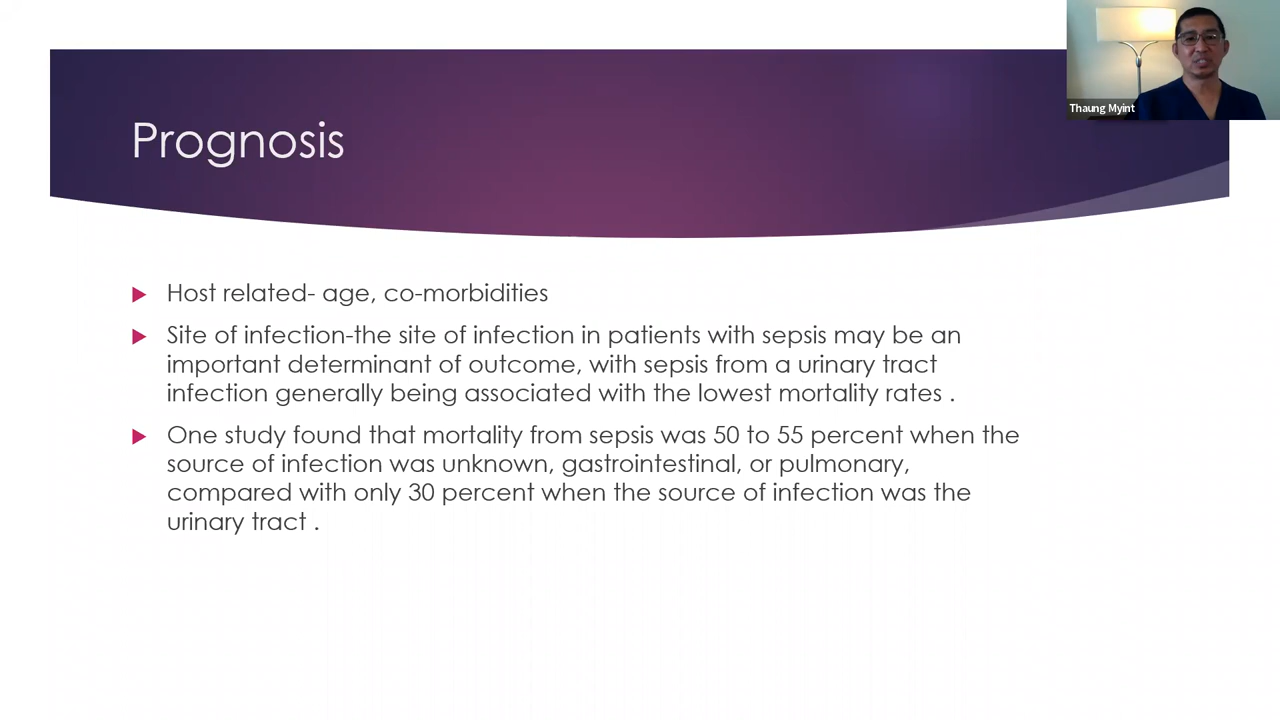 Thaung Myint
Prognosis
Host related- age, co-morbidities
Site of infection-the site of infection in patients with sepsis may be an
important determinant of outcome, with sepsis from a urinary tract
infection generally being associated with the lowest mortality rates .
One study found that mortality from sepsis was 50 to 55 percent when the
source of infection was unknown, gastrointestinal, or pulmonary,
compared with only 30 percent when the source of infection was the
urinary tract .